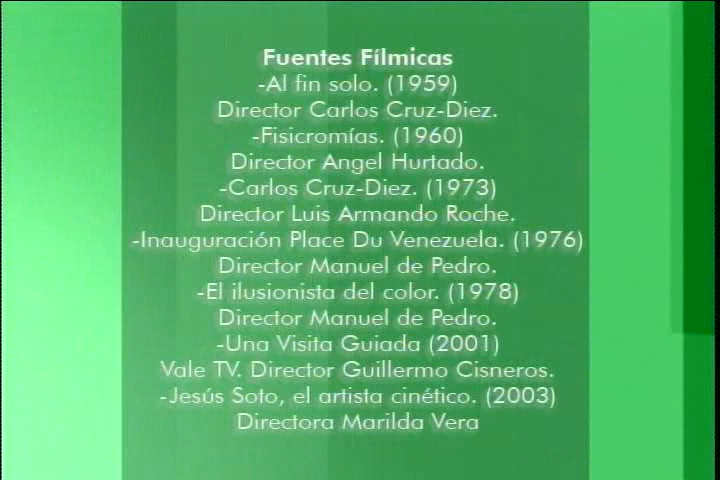 Fuentes Fílmicas
-Al fin solo. (1959)
Director Carlos Cruz-Diez.
-Fisicromías. (1960)
Director Angel Hurtado.
-Carlos Cruz-Diez. (1973)
Director Luis Armando Roche.
-Inauguración Place Du Venezuela. (1976)
Director Manuel de Pedro.
-El ilusionista del color. (1978)
Director Manuel de Pedro.
-Una Visita Guiada (2001)
Vale TV. Director Guillermo Cisneros.
-Jesús Soto, el artista cinético. (2003)
Directora Marilda Vera